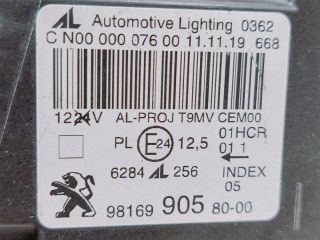 AL Automotive Lighting 0362
C N00 000 076 00 11.11.19 668
1224V AL-PROJ T9MV CEM00
PL E24 12,5 01HCR
01 1
6284 AL 256 INDEX
05
98169 905 80-00